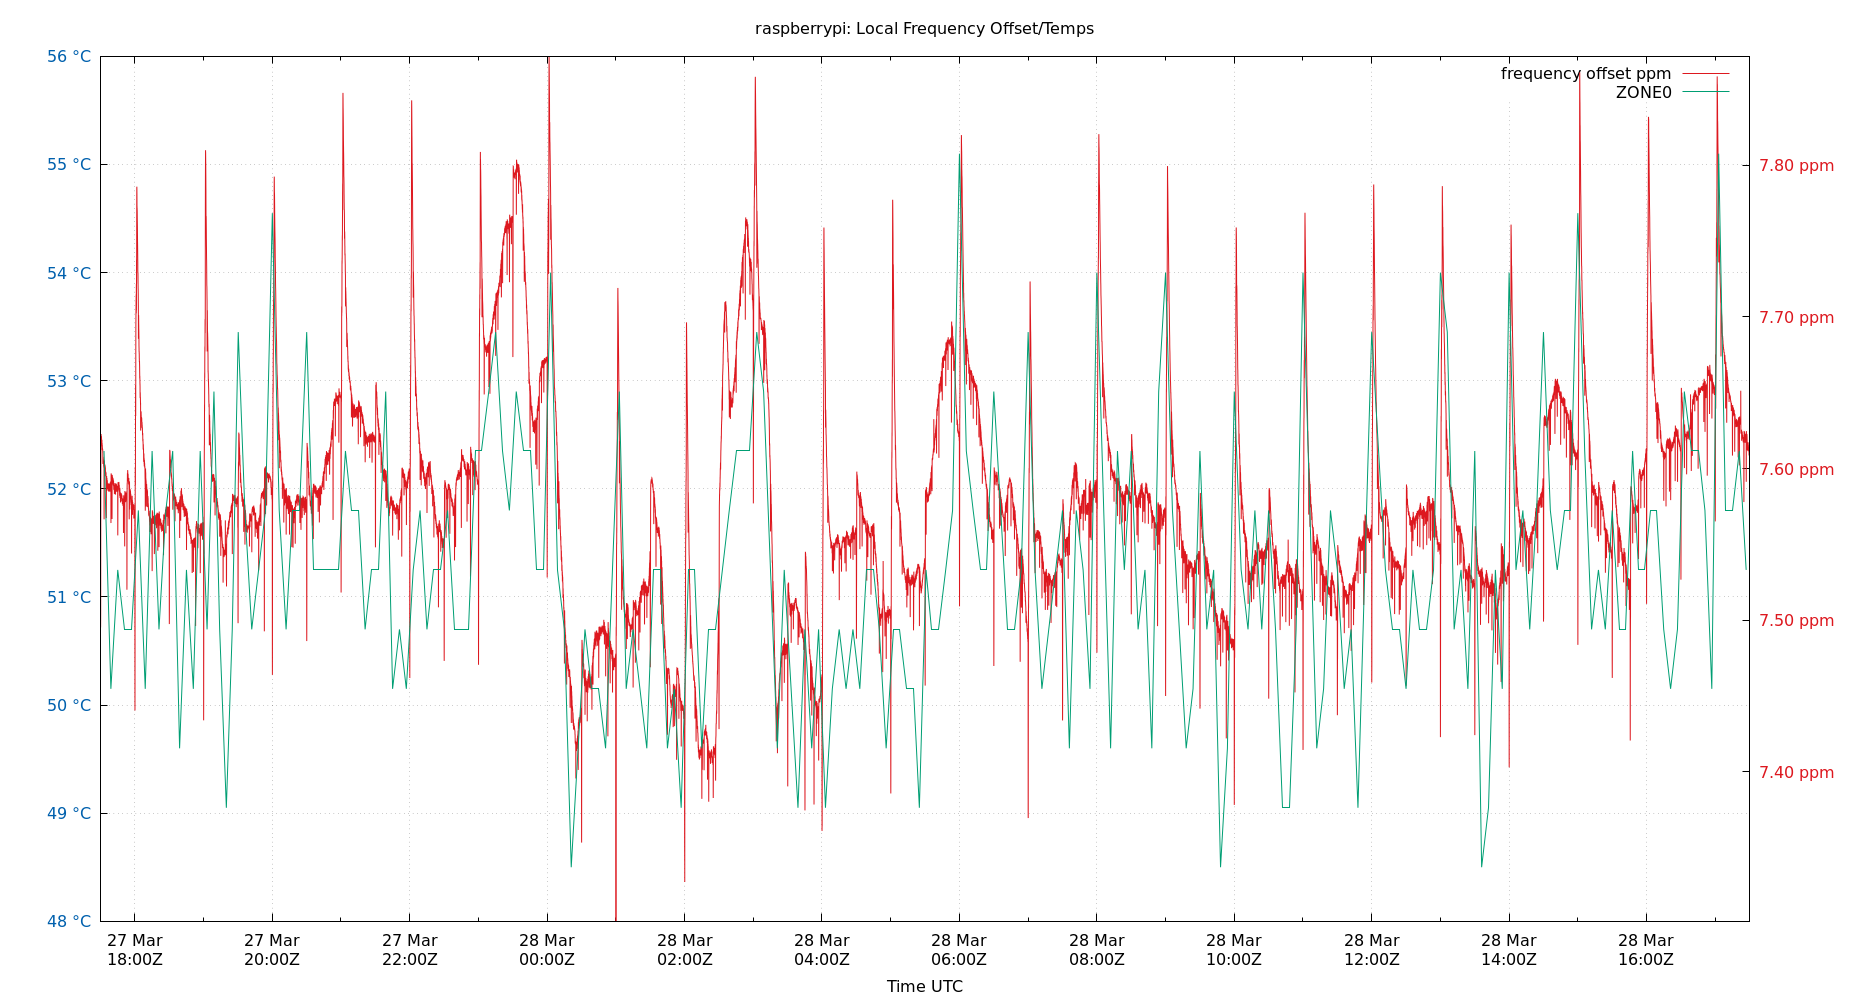 raspberrypi: Local Frequency Offset/Temps
56 °C
55 °C
54 °C
53 °C
52 °C
51 °C
50 °C
49 °C
48 °C
frequency offset ppm
ZONE0
7.80 ppm
7.70 ppm
7.60 ppm
7.50 ppm
7.40 ppm
27 Mar
18:00Z
27 Mar
20:00Z
27 Mar
22:00Z
28 Mar
00:00Z
28 Mar
02:00Z
28 Mar
04:00Z
28 Mar
06:00Z
28 Mar
08:00Z
28 Mar
10:00Z
28 Mar
12:00Z
28 Mar
14:00Z
28 Mar
16:00Z
Time UTC